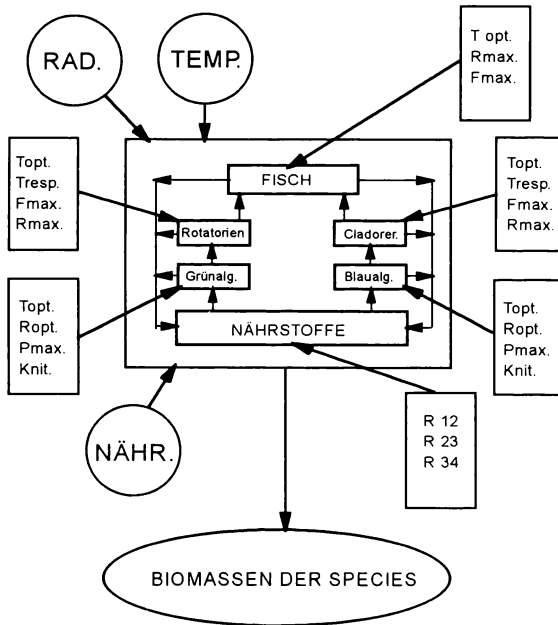 RAD.
TEMP.
T opt.
Rmax.
Fmax.
Topt.
Tresp.
Fmax.
Rmax.
FISCH
Topt.
Tresp.
Fmax.
Rmax.
Rotatorien
Cladorer.
Grünalg.
Blaualg.
Topt.
Ropt.
Pmax.
Knit.
NÄHRSTOFFE
Topt.
Ropt.
Pmax.
Knit.
NÄHR.
R 12
R 23
R 34
BIOMASSEN DER SPECIES